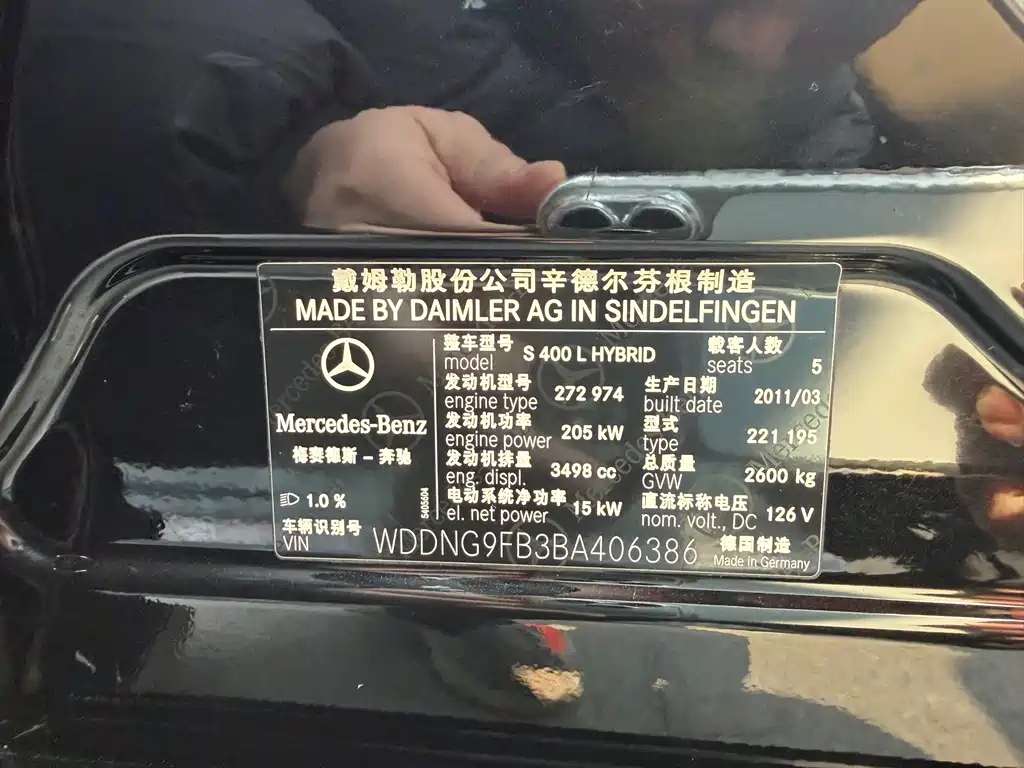 戴姆勒股份公司辛德尔芬根制造
MADE BY DAIMLER AG IN SINDELFINGEN
Mercedes-Benz
梅赛德斯－奔驰
1.0 %
整车型号
model S 400 L HYBRID
载客人数
seats 5
发动机型号
engine type 272 974
生产日期
built date 2011/03
发动机功率
engine power 205 kW
型式
type 221 195
发动机排量
eng. displ. 3498 cc
总质量
GVW 2600 kg
电动系统净功率
el. net power 15 kW
直流标称电压
nom. volt., DC 126 V
车辆识别号
VIN WDDNG9FB3BA406386
德国制造
Made in Germany